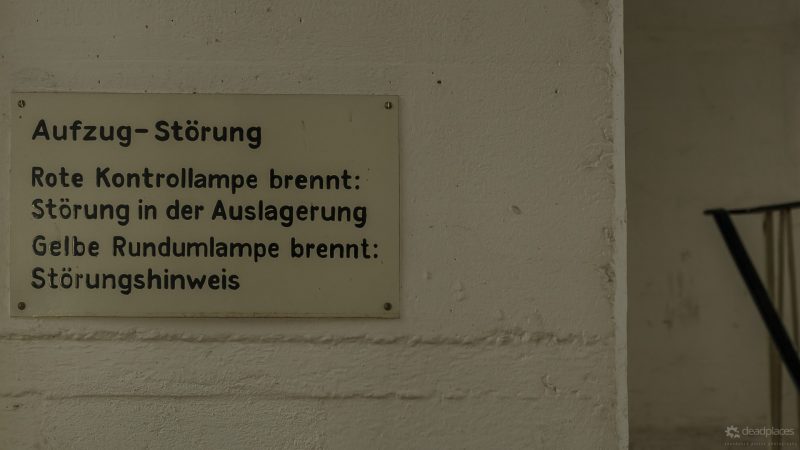 Aufzug-Störung
Rote Kontrollampe brennt:
Störung in der Auslagerung
Gelbe Rundumlampe brennt:
Störungshinweis
deadplaces